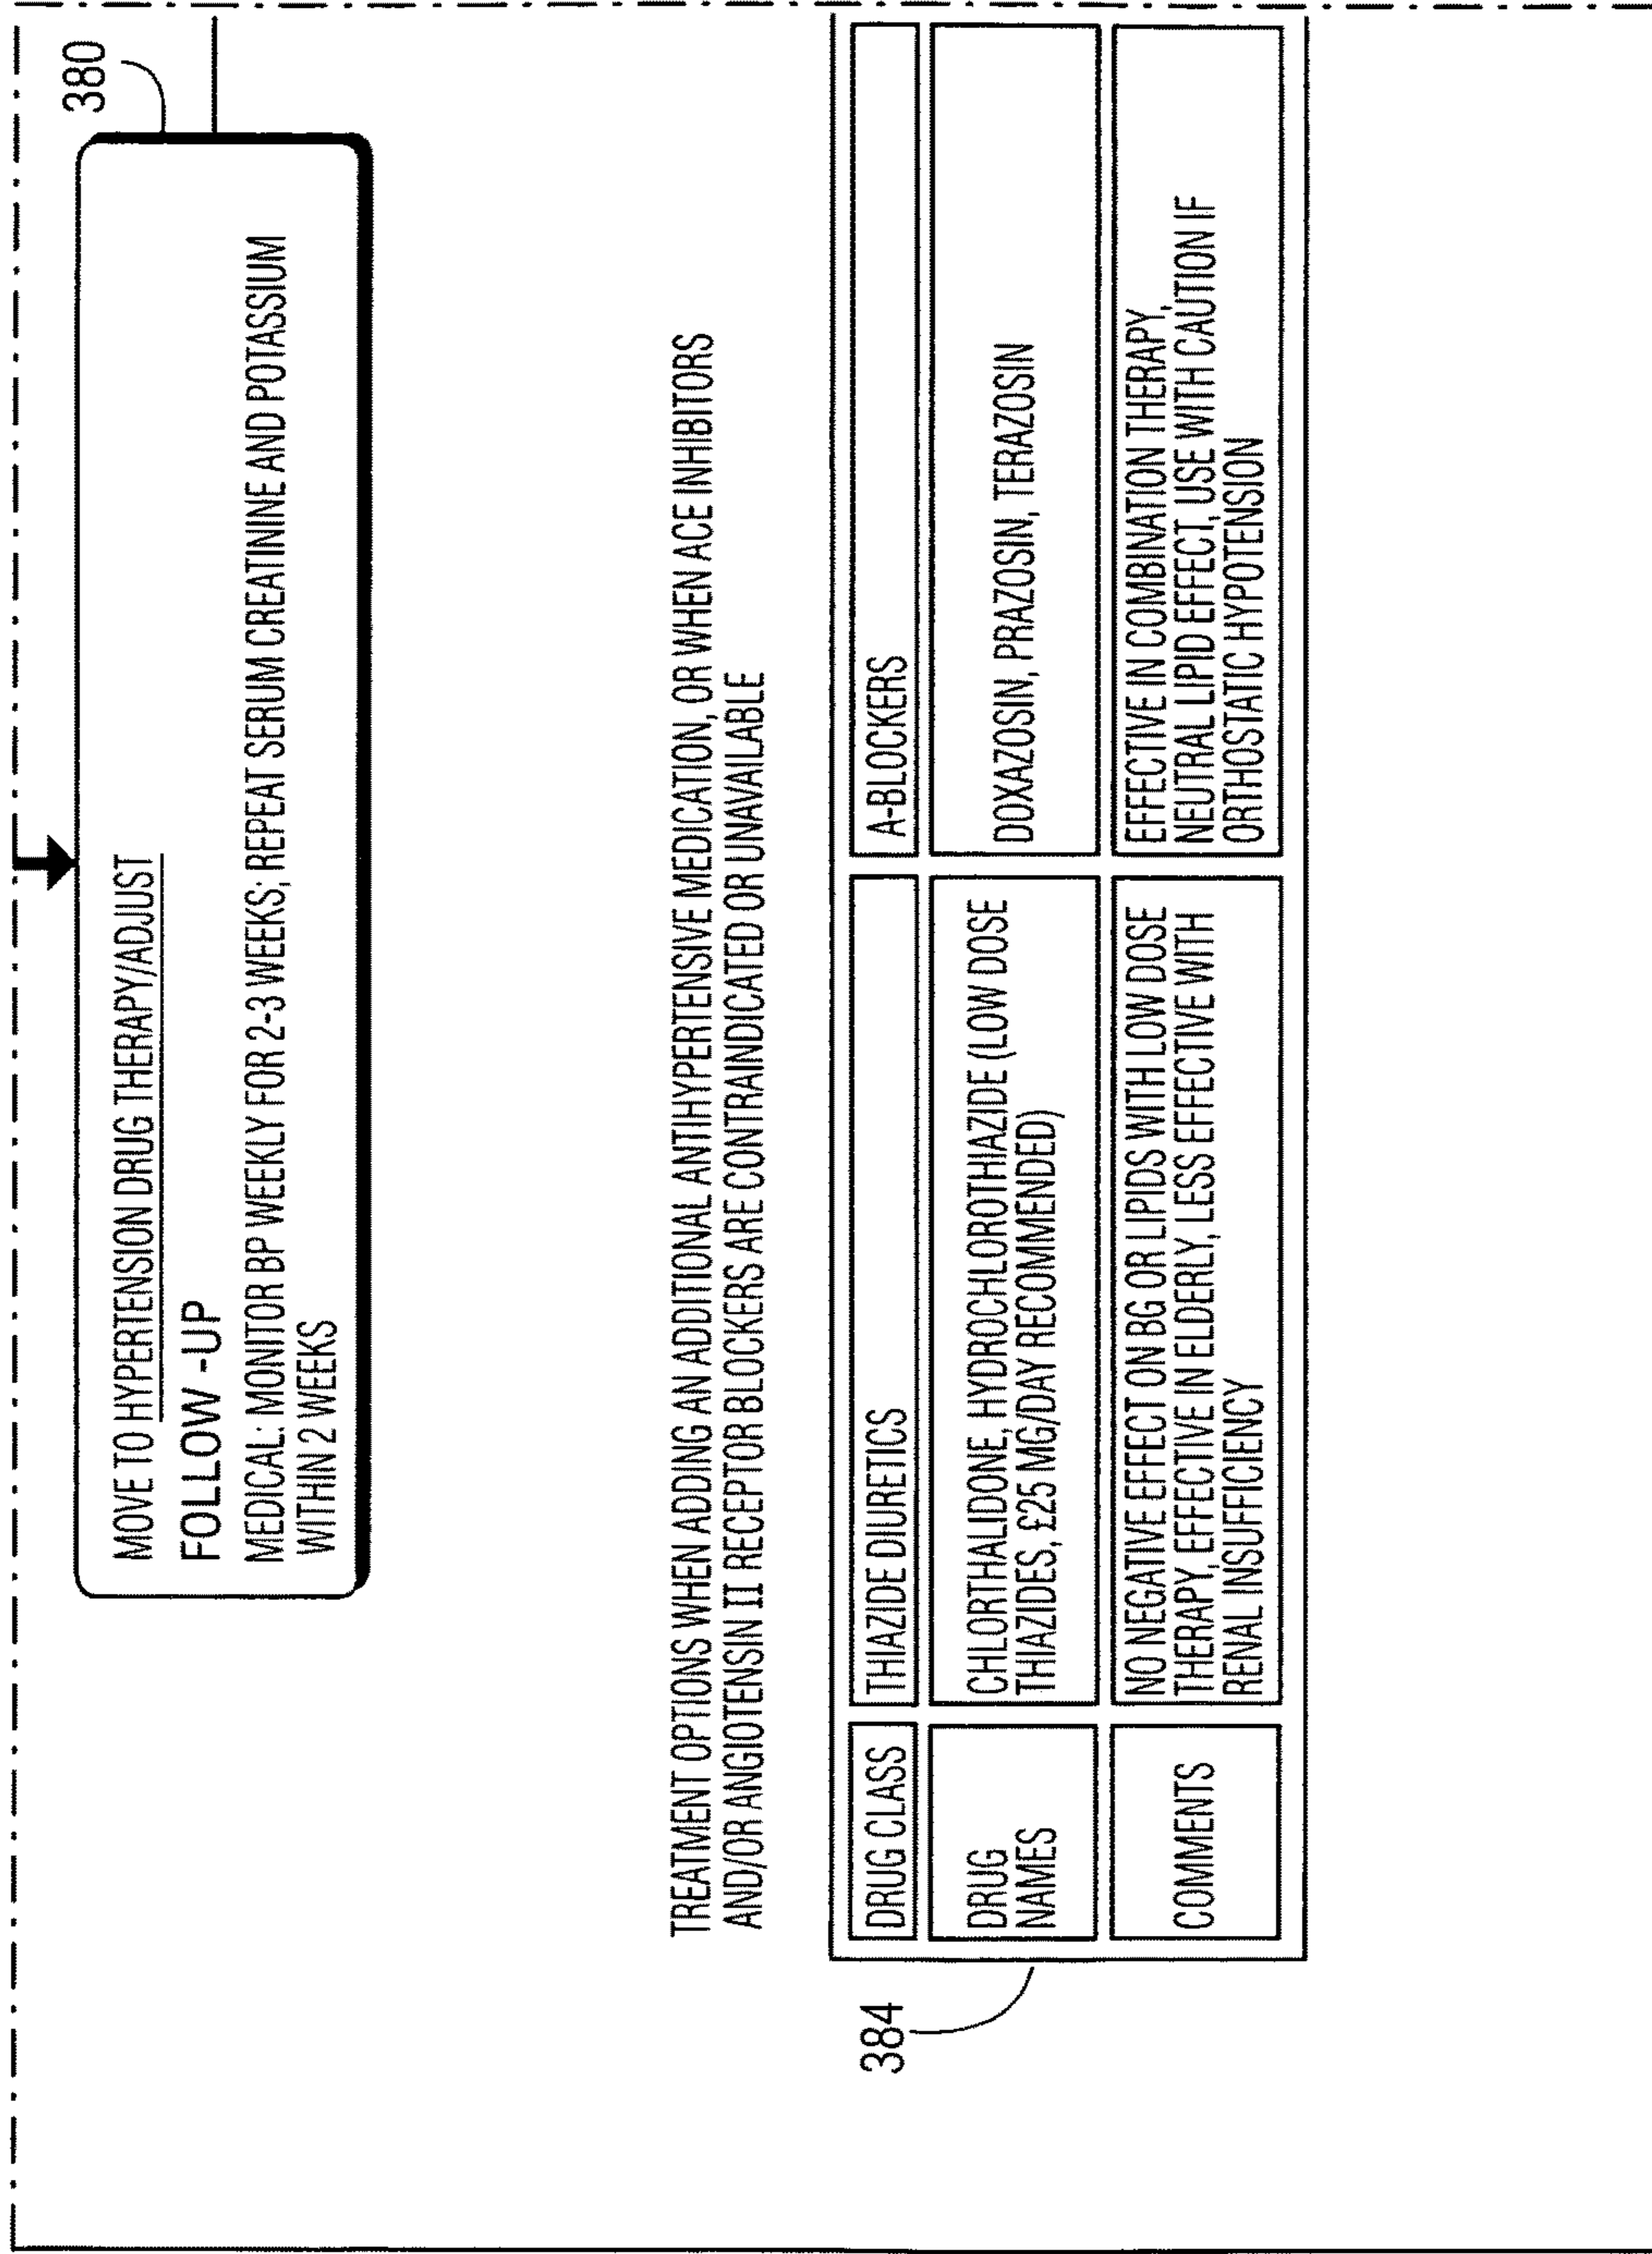 380
MOVE TO HYPERTENSION DRUG THERAPY/ADJUST
FOLLOW -UP
MEDICAL: MONITOR BP WEEKLY FOR 2-3 WEEKS; REPEAT SERUM CREATININE AND POTASSIUM
WITHIN 2 WEEKS
TREATMENT OPTIONS WHEN ADDING AN ADDITIONAL ANTIHYPERTENSIVE MEDICATION, OR WHEN ACE INHIBITORS
AND/OR ANGIOTENSIN II RECEPTOR BLOCKERS ARE CONTRAINDICATED OR UNAVAILABLE
384
DRUG CLASS
THIAZIDE DIURETICS
A-BLOCKERS
DRUG
NAMES
CHLORTHALIDONE, HYDROCHLOROTHIAZIDE (LOW DOSE
THIAZIDES, £25 MG/DAY RECOMMENDED)
DOXAZOSIN, PRAZOSIN, TERAZOSIN
COMMENTS
NO NEGATIVE EFFECT ON BG OR LIPIDS WITH LOW DOSE
THERAPY, EFFECTIVE IN ELDERLY, LESS EFFECTIVE WITH
RENAL INSUFFICIENCY
EFFECTIVE IN COMBINATION THERAPY,
NEUTRAL LIPID EFFECT, USE WITH CAUTION IF
ORTHOSTATIC HYPOTENSION